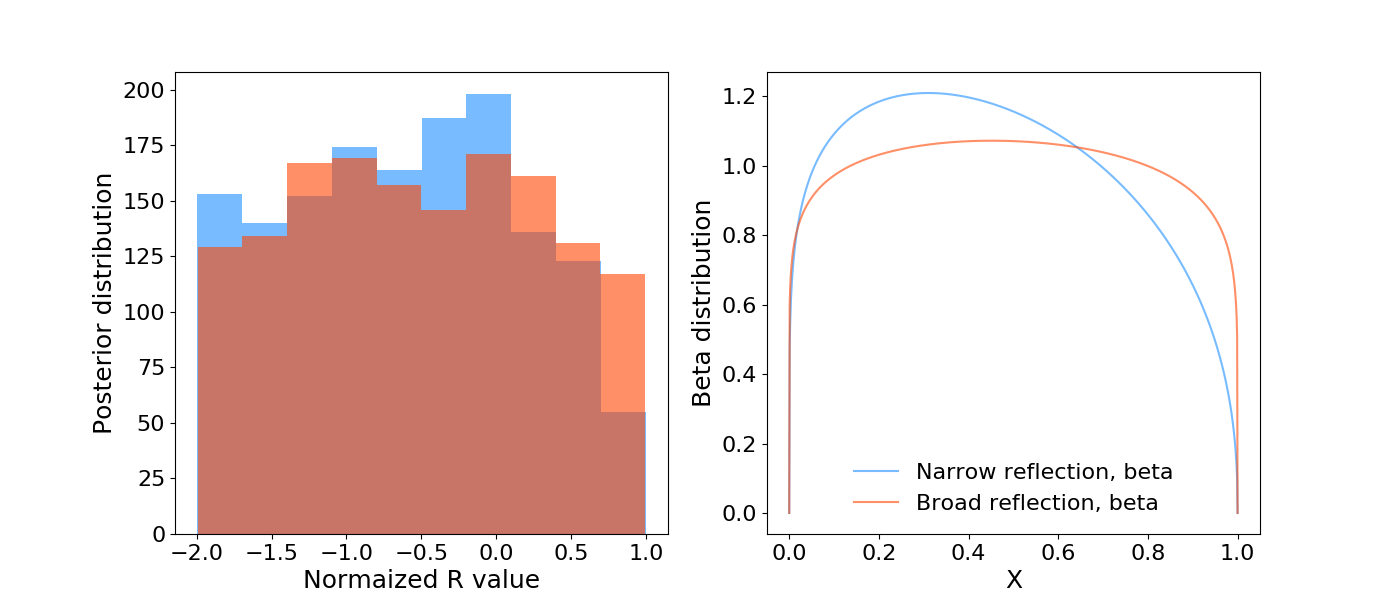 Posterior distribution
200
175
150
125
100
75
50
25
0
−2.0 −1.5 −1.0 −0.5 0.0 0.5 1.0
Normaized R value
Beta distribution
1.2
1.0
0.8
0.6
0.4
0.2
0.0
Narrow reflection, beta
Broad reflection, beta
0.0 0.2 0.4 0.6 0.8 1.0
X